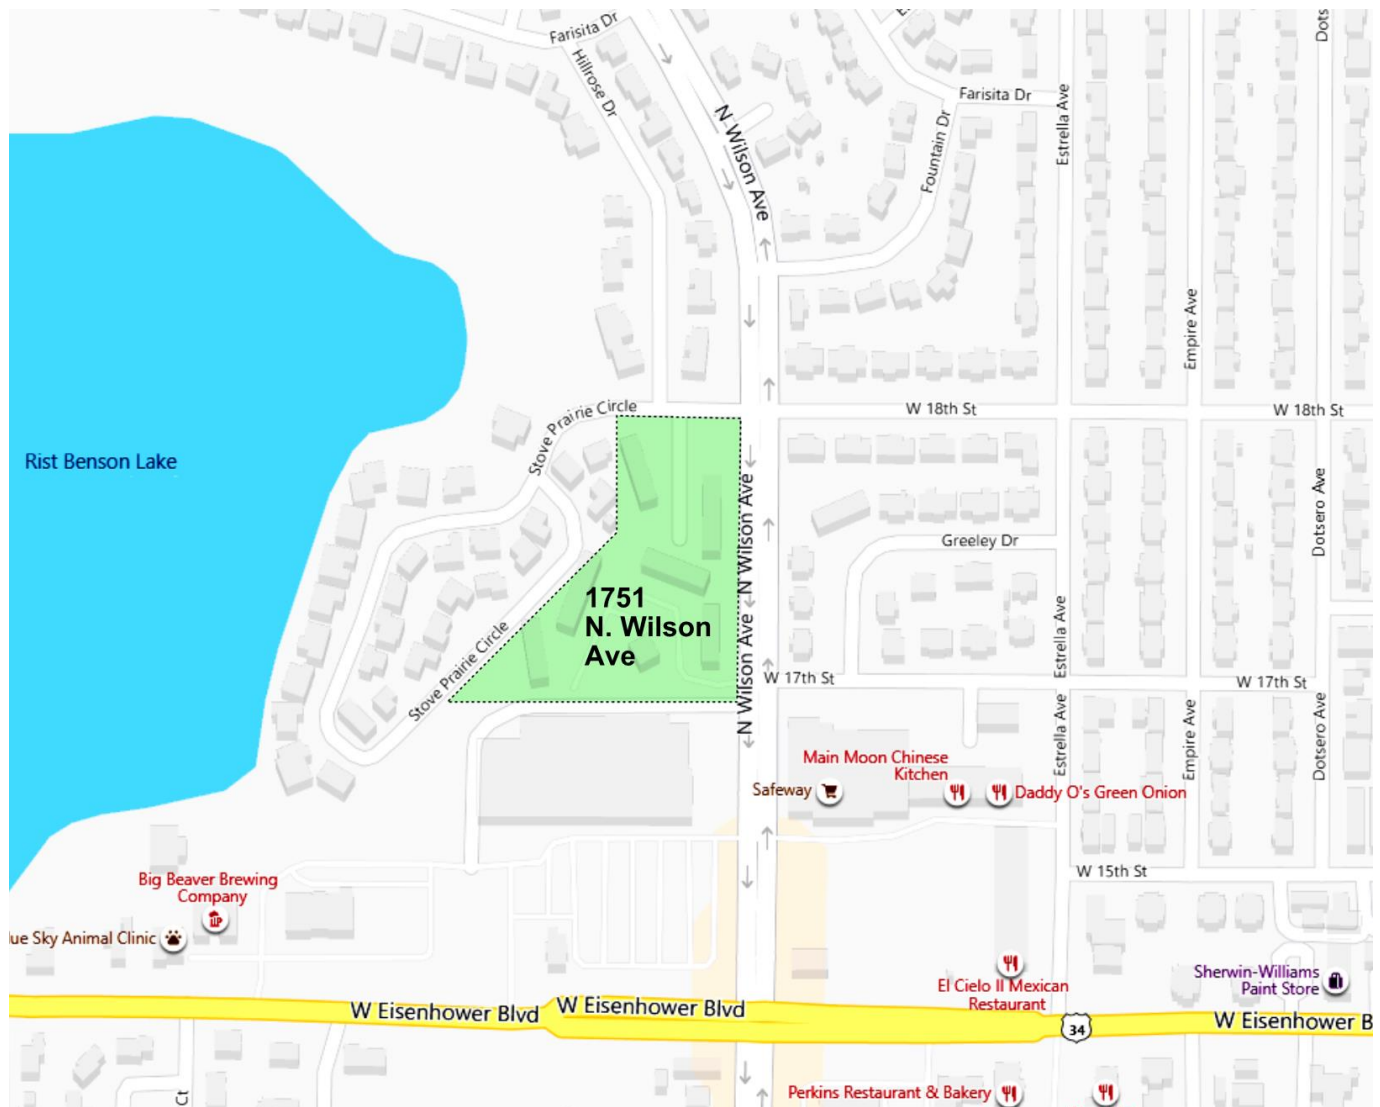 Farisita Dr
Hillrose Dr
N Wilson Ave
Farisita Dr
Estrella Ave
Fountain Dr
Dots
Empire Ave
Stove Prairie Circle
W 18th St
W 18th St
Rist Benson Lake
N Wilson Ave
Dotsero Ave
Greeley Dr
1751
N. Wilson
Ave
Stove Prairie Circle
N Wilson Ave
Estrella Ave
W 17th St
W 17th St
Estrella Ave
Empire Ave
Dotsero Ave
Main Moon Chinese
Kitchen
Safeway
Daddy O's Green Onion
W 15th St
Big Beaver Brewing
Company
ue Sky Animal Clinic
El Cielo II Mexican
Restaurant
Sherwin-Williams
Paint Store
W Eisenhower Blvd
W Eisenhower Blvd
34
W Eisenhower B
Perkins Restaurant & Bakery
Ct